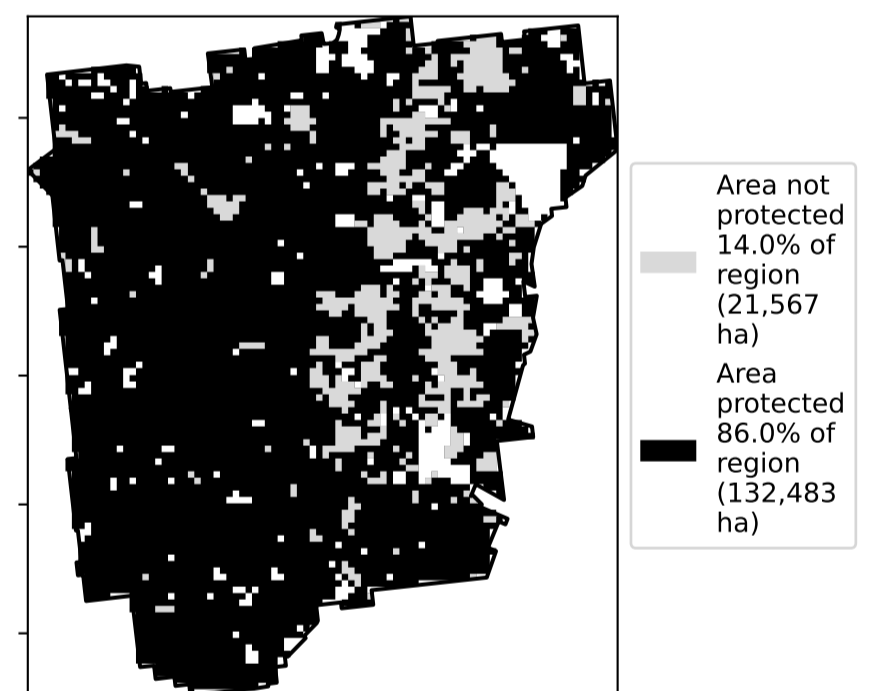 Area not
protected
14.0% of
region
(21,567
ha)
Area
protected
86.0% of
region
(132,483
ha)